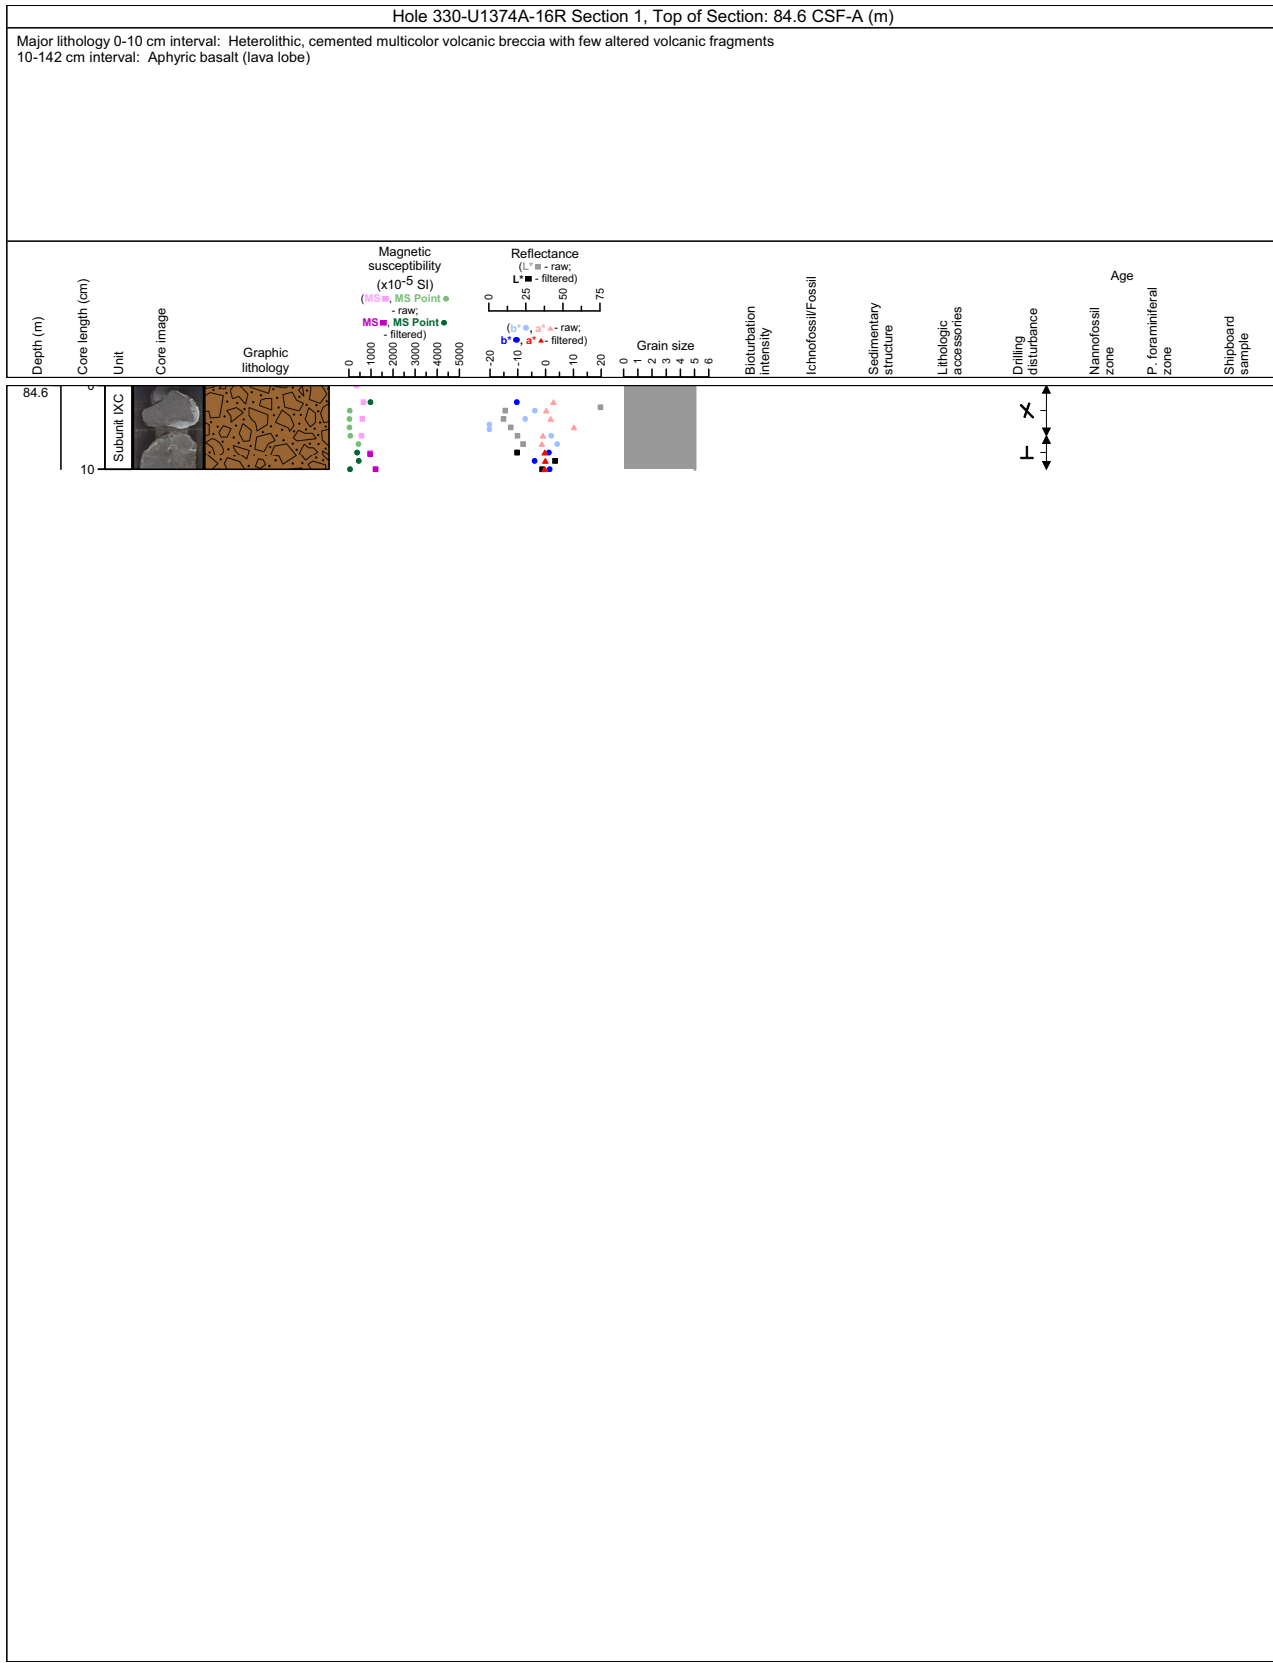 Hole 330-U1374A-16R Section 1, Top of Section: 84.6 CSF-A (m)
Major lithology 0-10 cm interval:  Heterolithic, cemented multicolor volcanic breccia with few altered volcanic fragments
10-142 cm interval:  Aphyric basalt (lava lobe)
Depth (m)
Core length (cm)
Unit
Core image
Graphic
lithology
Magnetic
susceptibility
(x10-5 SI)
(MS, MS Point
- raw;
MS, MS Point
- filtered)
0 1000 2000 3000 4000 5000
Reflectance
(L* - raw;
L* - filtered)
0 25 50 75
(b*, a* - raw;
b*, a* - filtered)
-20 -10 0 10 20
Grain size
0 1 2 3 4 5 6
Bioturbation
intensity
Ichnofossil/Fossil
Sedimentary
structure
Lithologic
accessories
Drilling
disturbance
Age
Nannofossil
zone
P. foraminiferal
zone
Shipboard
sample
84.6
0
10
Subunit IXC